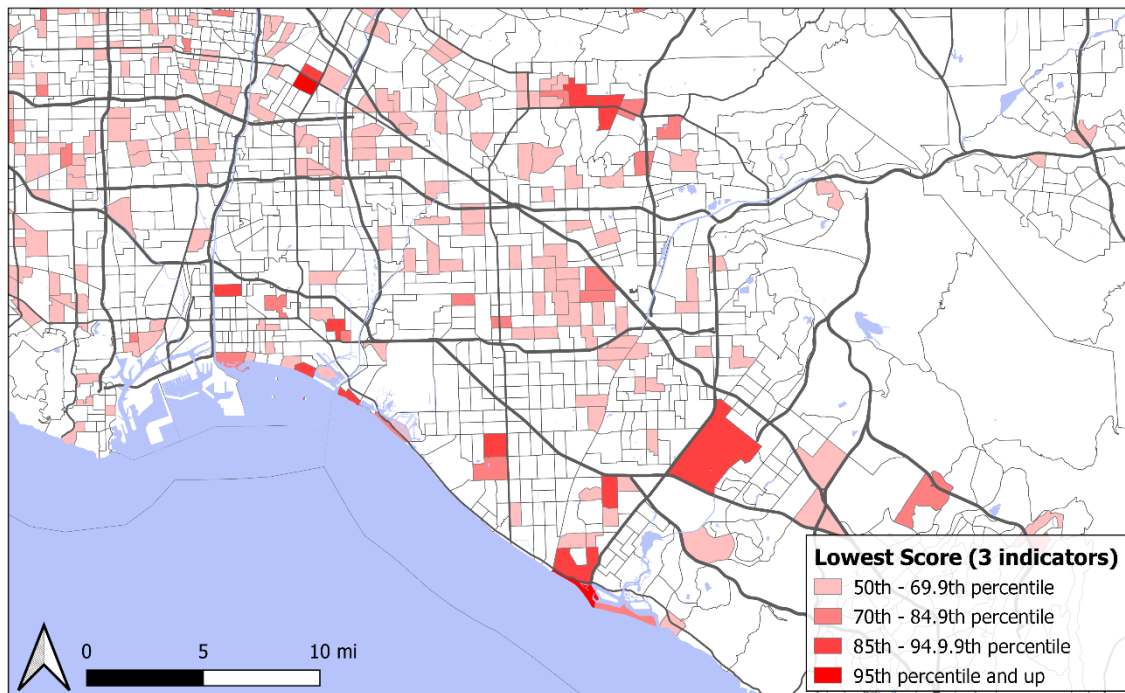 Lowest Score (3 indicators)
50th - 69.9th percentile
70th - 84.9th percentile
85th - 94.9.9th percentile
95th percentile and up
0 5 10 mi